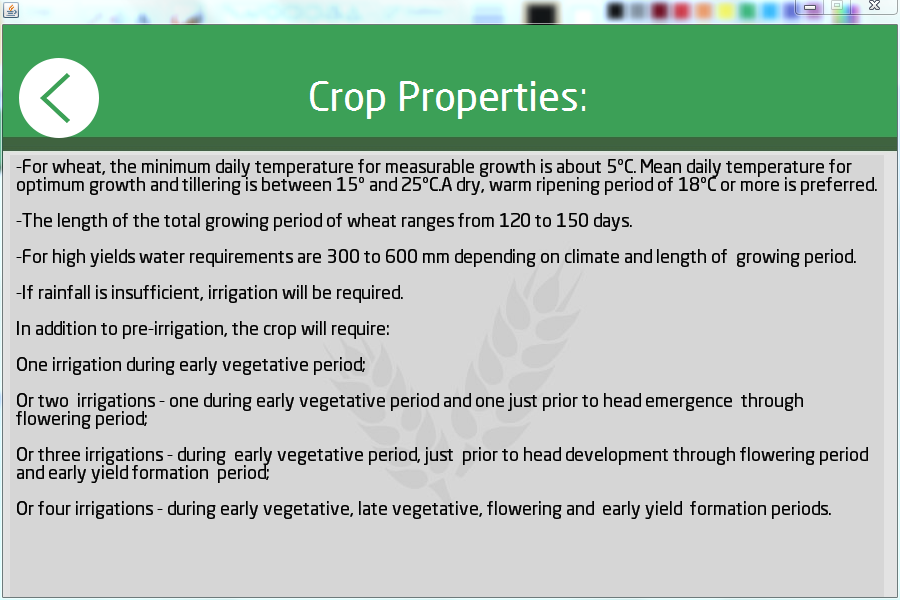 Crop Properties:
-For wheat, the minimum daily temperature for measurable growth is about 5°C. Mean daily temperature for
optimum growth and tillering is between 15° and 25°C.A dry, warm ripening period of 18°C or more is preferred.
-The length of the total growing period of wheat ranges from 120 to 150 days.
-For high yields water requirements are 300 to 600 mm depending on climate and length of  growing period.
-If rainfall is insufficient, irrigation will be required.
In addition to pre-irrigation, the crop will require:
One irrigation during early vegetative period;
Or two  irrigations - one during early vegetative period and one just prior to head emergence  through
flowering period;
Or three irrigations - during  early vegetative period, just  prior to head development through flowering period
and early yield formation  period;
Or four irrigations - during early vegetative, late vegetative, flowering and  early yield  formation periods.